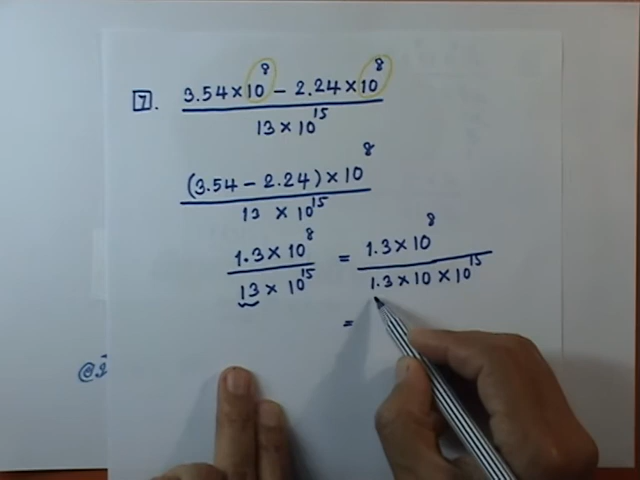 7. (3.54 × 10^8 − 2.24 × 10^8) / (13 × 10^15)
((3.54 − 2.24) × 10^8) / (13 × 10^15)
(1.3 × 10^8) / (13 × 10^15) = (1.3 × 10^8) / (1.3 × 10 × 10^15)
=